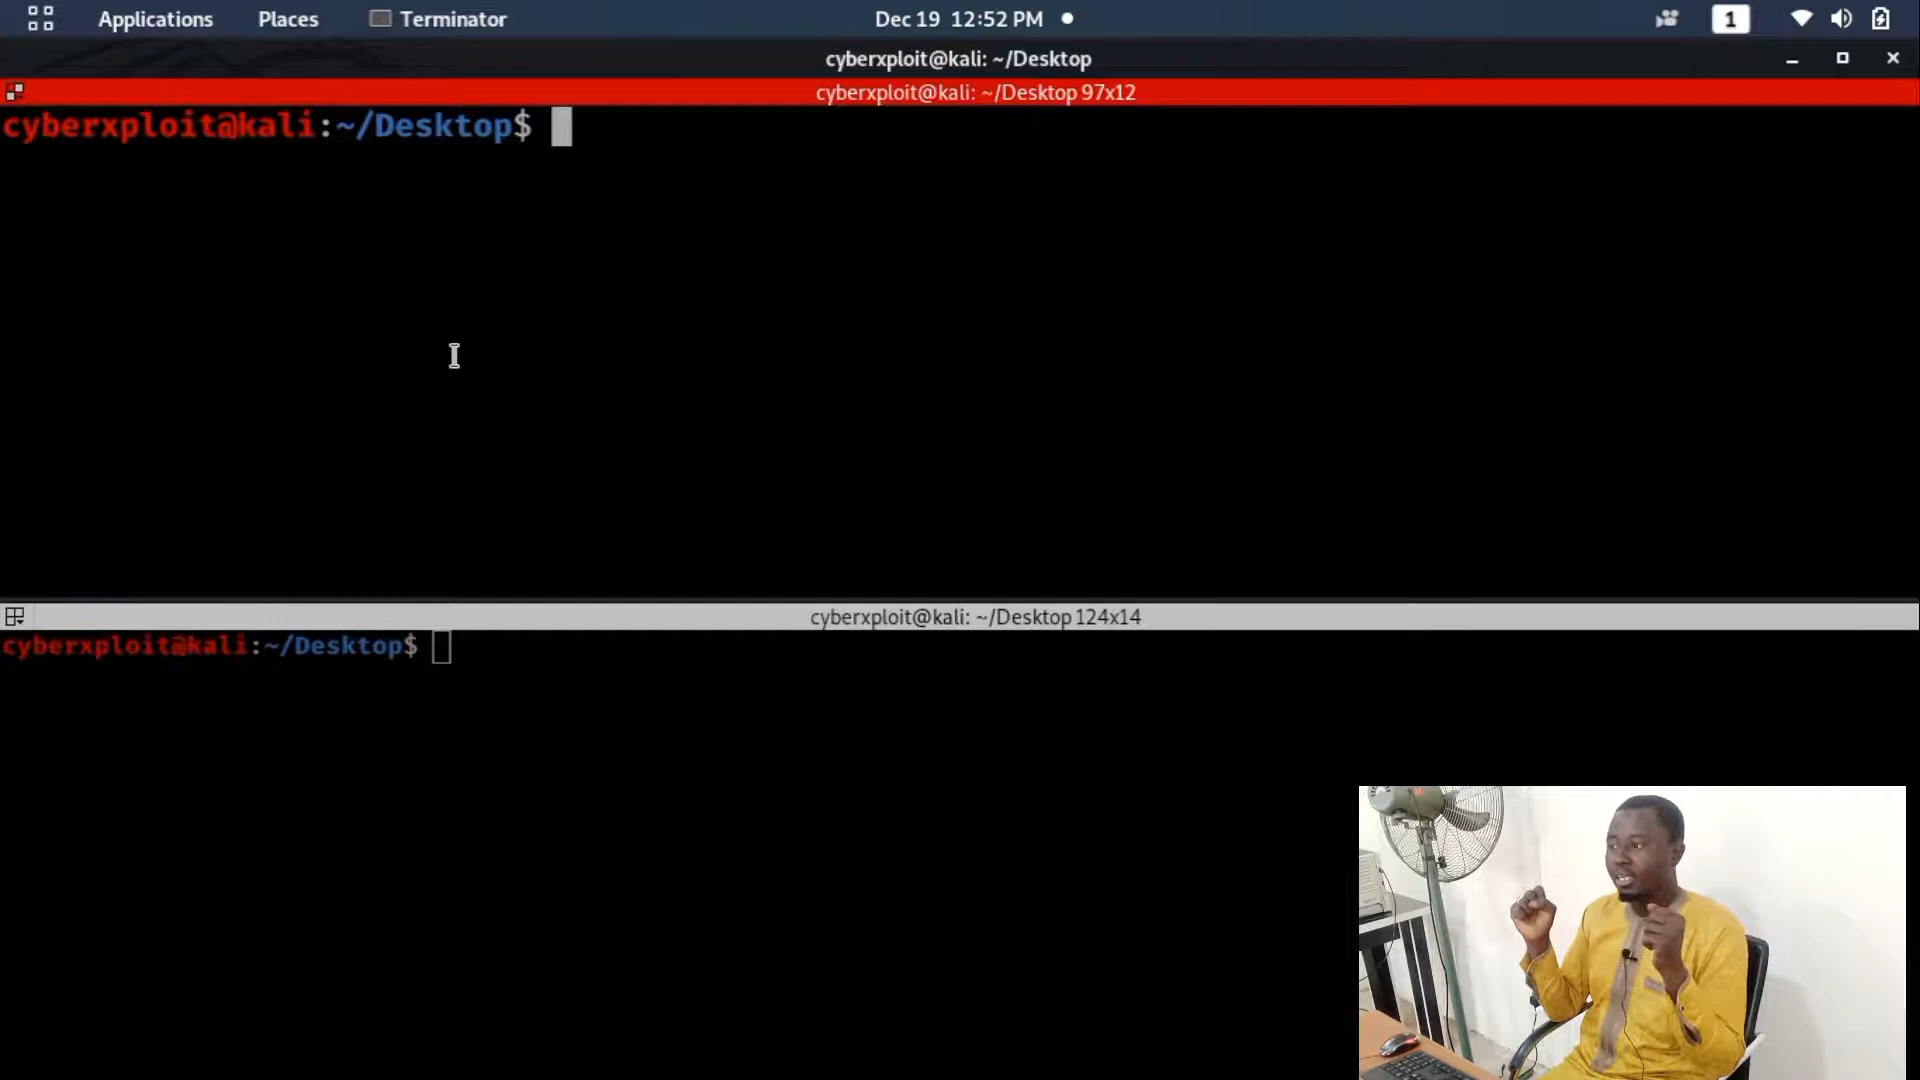 Applications Places Terminator Dec 19 12:52 PM 1
cyberxploit@kali: ~/Desktop
cyberxploit@kali: ~/Desktop 97x12
cyberxploit@kali:~/Desktop$
cyberxploit@kali: ~/Desktop 124x14
cyberxploit@kali:~/Desktop$